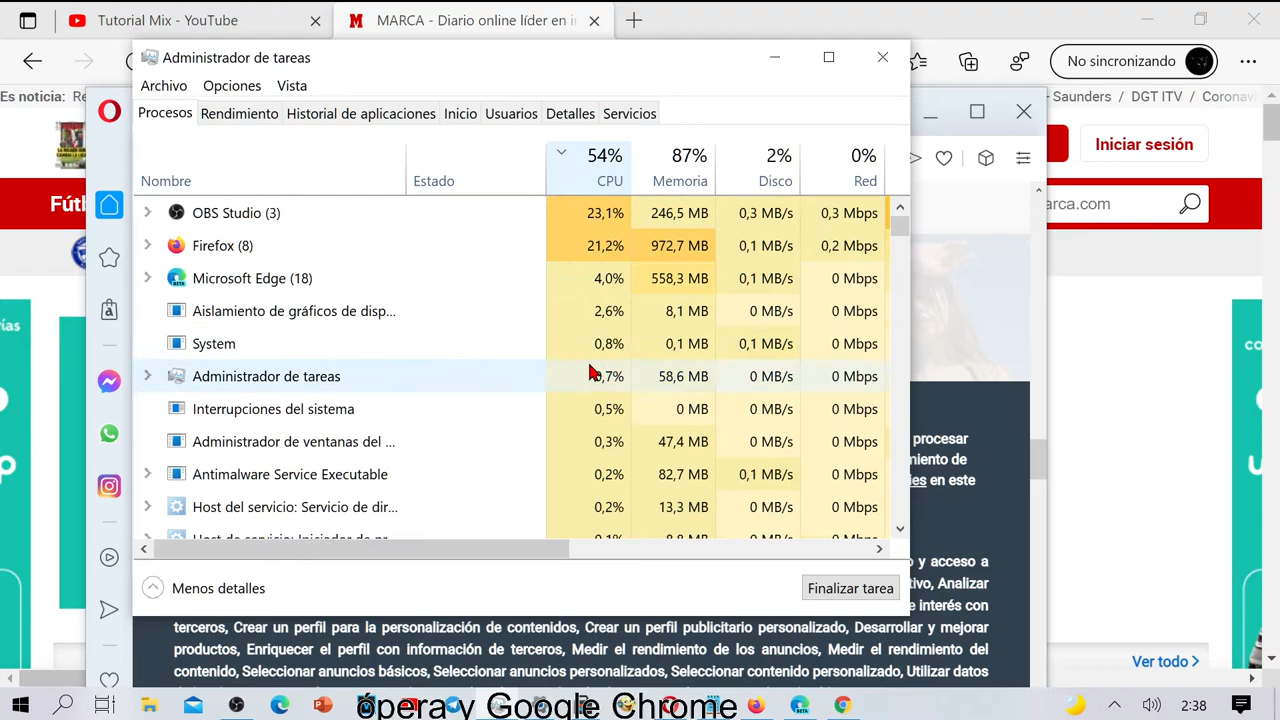 Tutorial Mix - YouTube
MARCA - Diario online líder en i
No sincronizando
Es noticia: Re
Saunders / DGT ITV / Corona
Iniciar sesión
Fút
arca.com
Administrador de tareas
Archivo Opciones Vista
Procesos Rendimiento Historial de aplicaciones Inicio Usuarios Detalles Servicios
54% 87% 2% 0%
Nombre Estado CPU Memoria Disco Red
OBS Studio (3) 23,1% 246,5 MB 0,3 MB/s 0,3 Mbps
Firefox (8) 21,2% 972,7 MB 0,1 MB/s 0,2 Mbps
Microsoft Edge (18) 4,0% 558,3 MB 0,1 MB/s 0 Mbps
Aislamiento de gráficos de disp... 2,6% 8,1 MB 0 MB/s 0 Mbps
System 0,8% 0,1 MB 0,1 MB/s 0 Mbps
Administrador de tareas 0,7% 58,6 MB 0 MB/s 0 Mbps
Interrupciones del sistema 0,5% 0 MB 0 MB/s 0 Mbps
Administrador de ventanas del ... 0,3% 47,4 MB 0 MB/s 0 Mbps
Antimalware Service Executable 0,2% 82,7 MB 0,1 MB/s 0 Mbps
Host del servicio: Servicio de dir... 0,2% 13,3 MB 0 MB/s 0 Mbps
Menos detalles
Finalizar tarea
procesar
miento de
ies en este
o y acceso a
tivo, Analizar
e interés con
terceros, Crear un perfil para la personalización de contenidos, Crear un perfil publicitario personalizado, Desarrollar y mejorar
productos, Enriquecer el perfil con información de terceros, Medir el rendimiento de los anuncios, Medir el rendimiento del
contenido, Seleccionar anuncios básicos, Seleccionar anuncios personalizados, Seleccionar contenido personalizado, Utilizar datos
Ver todo
ópera y Google Chrome
2:38